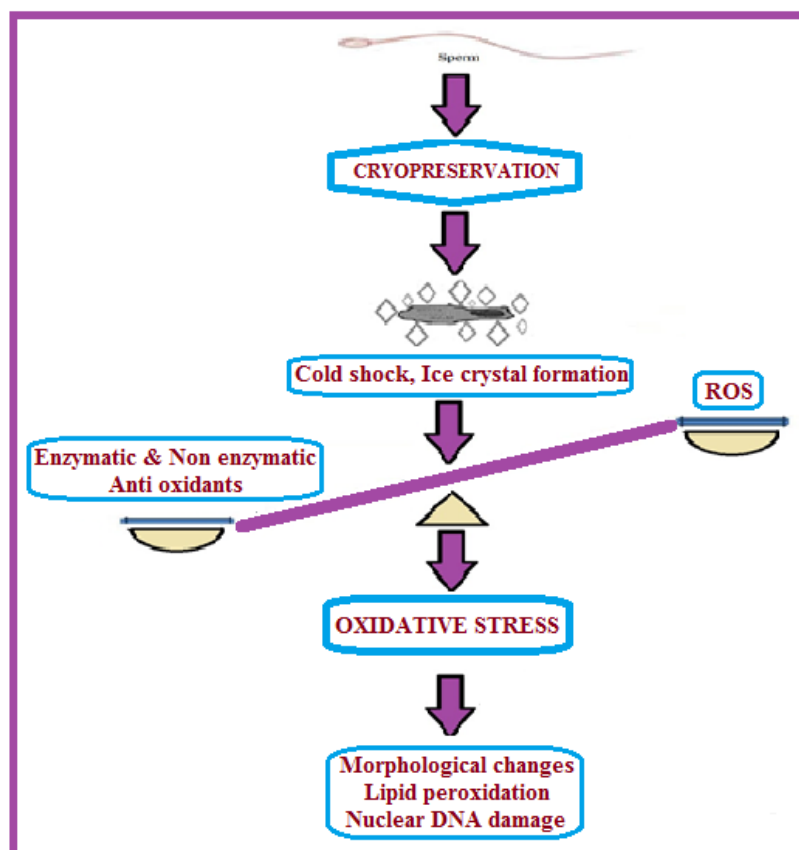 Sperm
CRYOPRESERVATION
Cold shock, Ice crystal formation
ROS
Enzymatic & Non enzymatic
Anti oxidants
OXIDATIVE STRESS
Morphological changes
Lipid peroxidation
Nuclear DNA damage